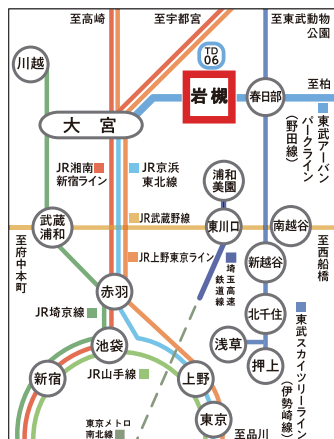 至高崎
至宇都宮
至東武動物
公園
TD
06
川越
岩槻
春日部
至柏
大宮
東武アーバン
パークライン
(野田線)
JR湘南
新宿ライン
JR京浜
東北線
浦和
美園
JR武蔵野線
武蔵
浦和
東川口
南越谷
至府中本町
至西船橋
JR上野東京ライン
埼玉高速
鉄道線
新越谷
赤羽
JR埼京線
北千住
東武スカイツリーライン
(伊勢崎線)
池袋
浅草
押上
JR山手線
新宿
上野
東京
東京メトロ
南北線
至品川